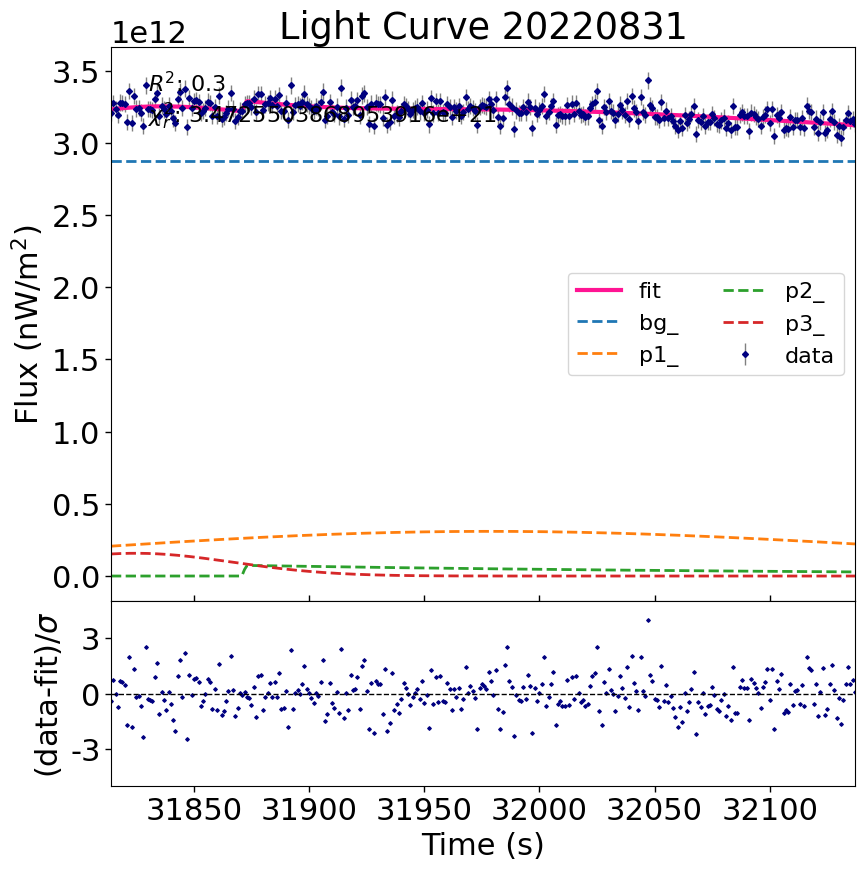 Light Curve 20220831
1e12
R²: 0.3
3.5
3.0
2.5
2.0
1.5
1.0
0.5
0.0
Flux (nW/m²)
fit
bg_
p1_
p2_
p3_
data
3
0
-3
(data-fit)/σ
31850 31900 31950 32000 32050 32100
Time (s)